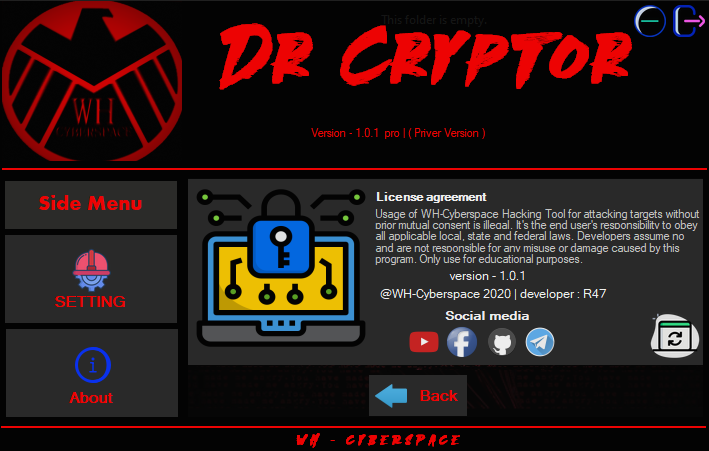 This folder is empty.
DR CRYPTOR
WH
CYBERSPACE
Version - 1.0.1 pro | ( Priver Version )
Side Menu
SETTING
About
License agreement
Usage of WH-Cyberspace Hacking Tool for attacking targets without
prior mutual consent is illegal. It's the end user's responsibility to obey
all applicable local, state and federal laws. Developers assume no
and are not responsible for any misuse or damage caused by this
program. Only use for educational purposes.
version - 1.0.1
@WH-Cyberspace 2020 | developer : R47
Social media
Back
WH - CYBERSPACE